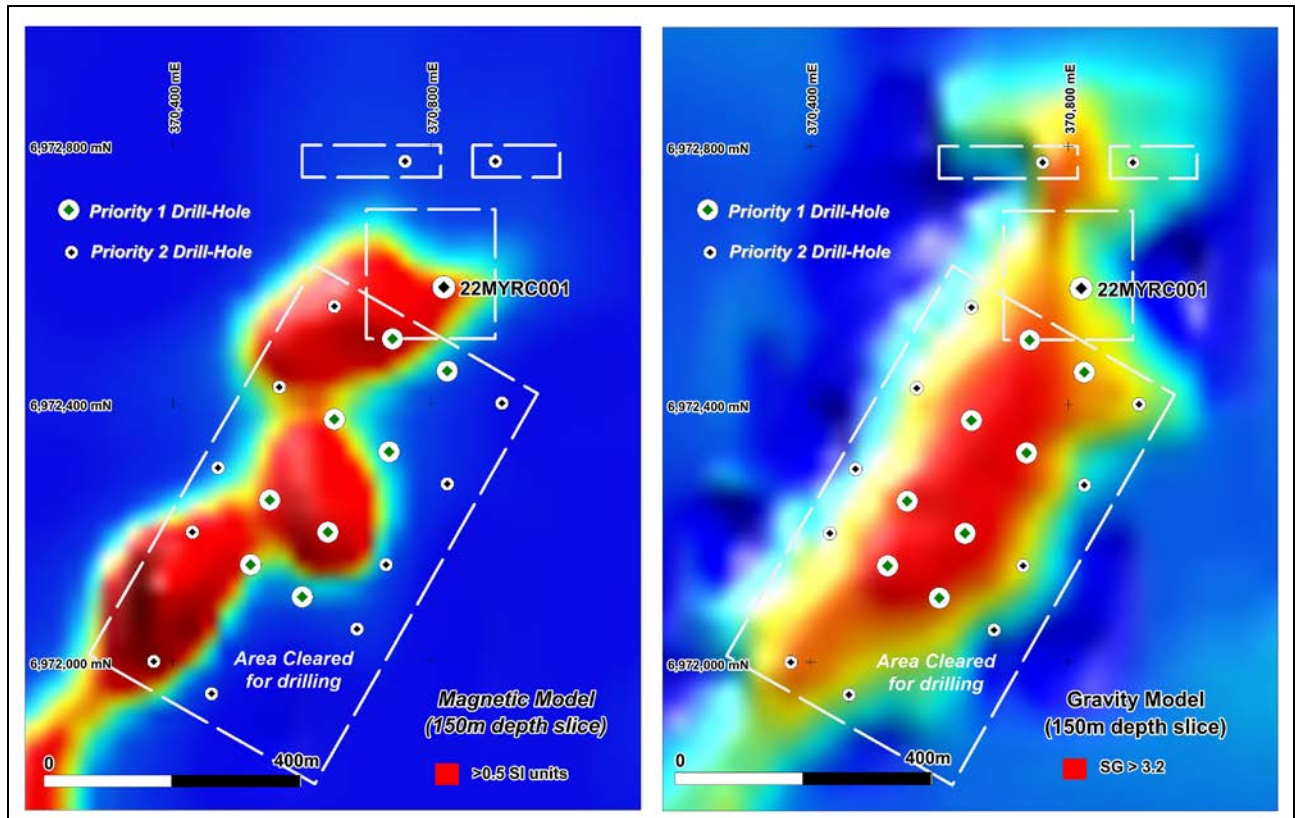 370,400 mE
370,800 mE
6,972,800 mN
Priority 1 Drill-Hole
Priority 2 Drill-Hole
22MYRC001
6,972,400 mN
6,972,000 mN
Area Cleared
for drilling
Magnetic Model
(150m depth slice)
0
400m
>0.5 SI units
370,400 mE
370,800 mE
6,972,800 mN
Priority 1 Drill-Hole
Priority 2 Drill-Hole
22MYRC001
6,972,400 mN
6,972,000 mN
Area Cleared
for drilling
Gravity Model
(150m depth slice)
0
400m
SG > 3.2